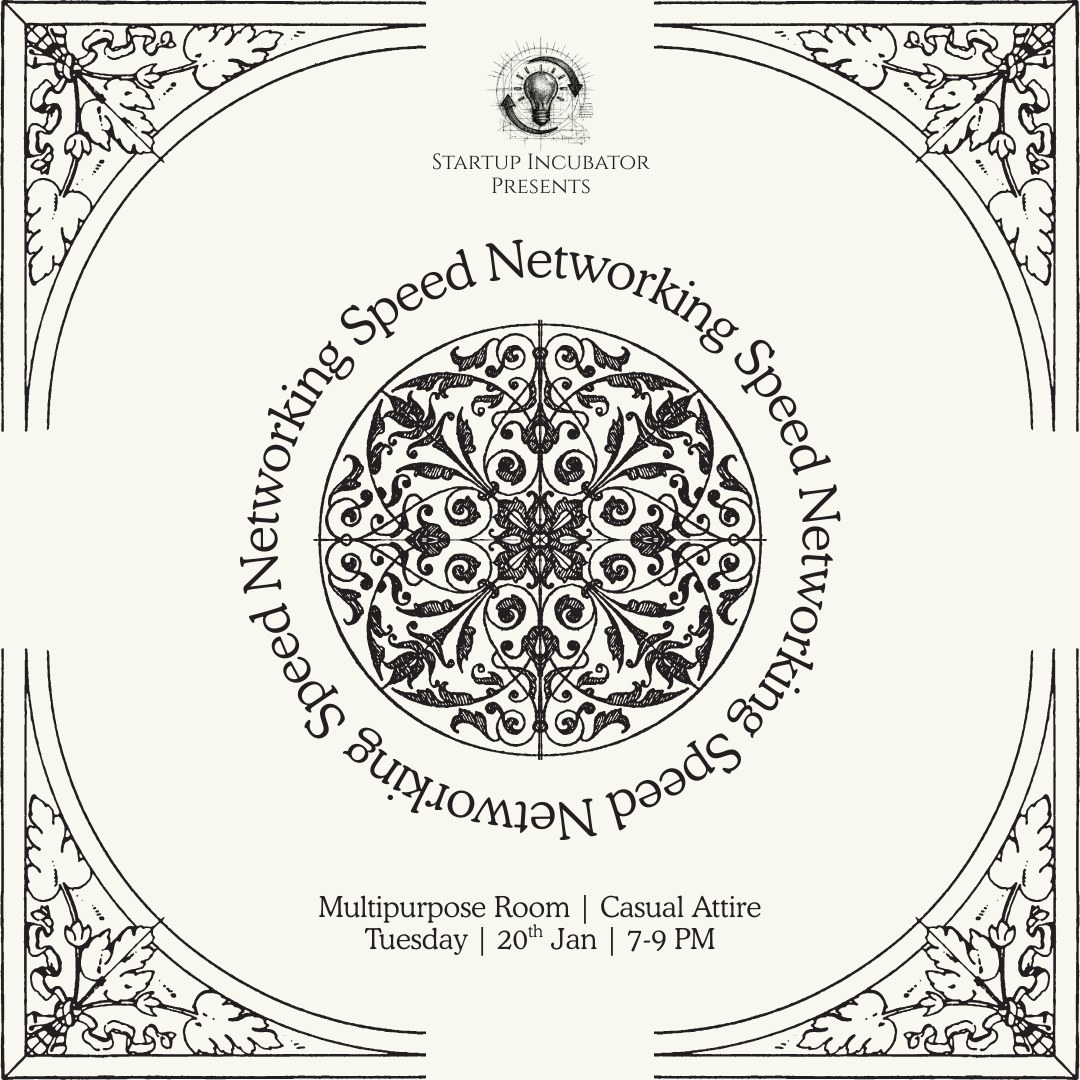 Startup Incubator
Presents
Speed Networking Speed Networking Speed Networking Speed Networking
Multipurpose Room | Casual Attire
Tuesday | 20th Jan | 7-9 PM